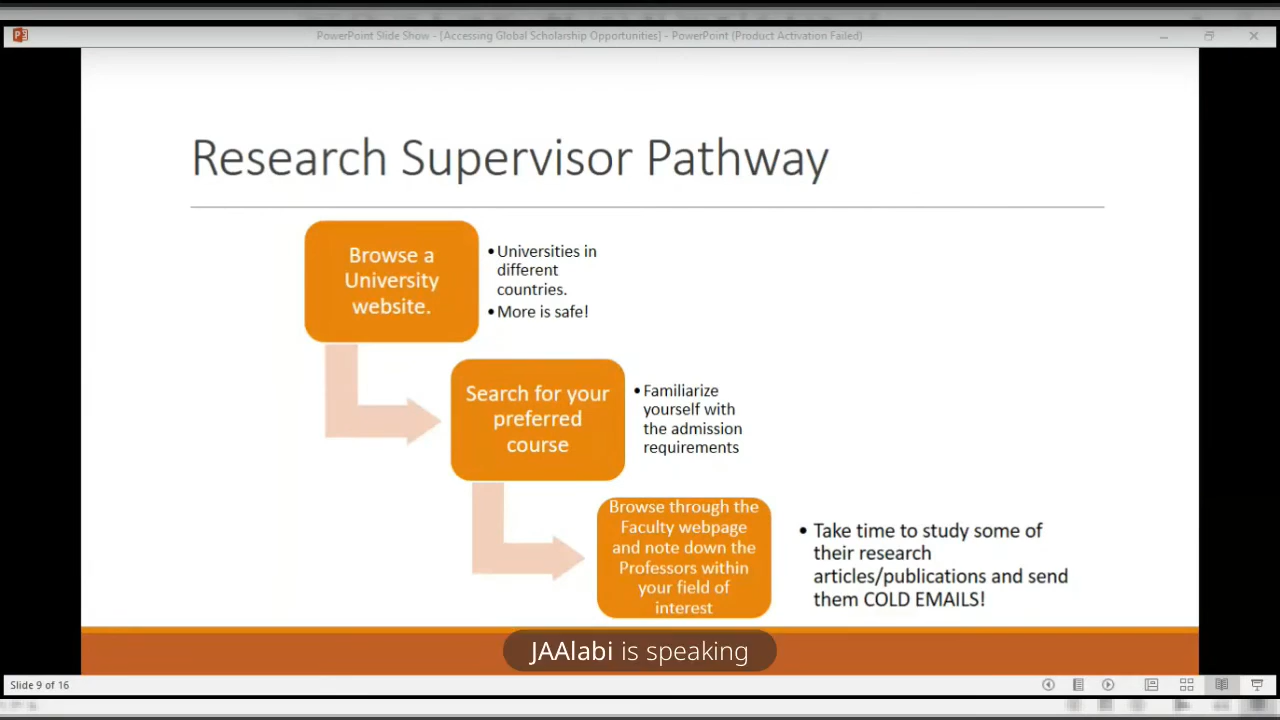 PowerPoint Slide Show - [Accessing Global Scholarship Opportunities] - PowerPoint (Product Activation Failed)
Research Supervisor Pathway
Browse a
University
website.
• Universities in
different
countries.
• More is safe!
Search for your
preferred
course
• Familiarize
yourself with
the admission
requirements
Browse through the
Faculty webpage
and note down the
Professors within
your field of
interest
• Take time to study some of
their research
articles/publications and send
them COLD EMAILS!
JAAlabi is speaking
Slide 9 of 16